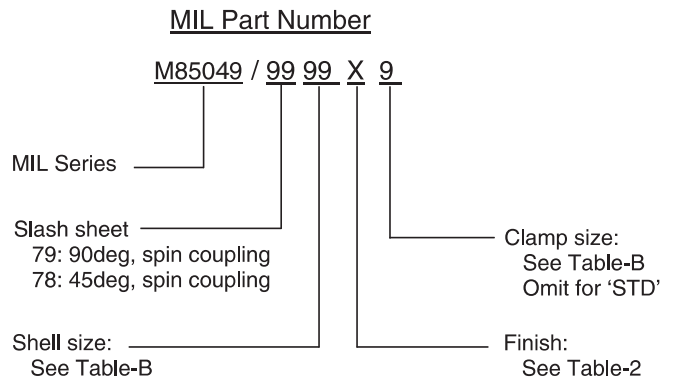 MIL Part Number
M85049 / 99 99 X 9
MIL Series
Slash sheet
79: 90deg, spin coupling
78: 45deg, spin coupling
Shell size:
See Table-B
Clamp size:
See Table-B
Omit for 'STD'
Finish:
See Table-2